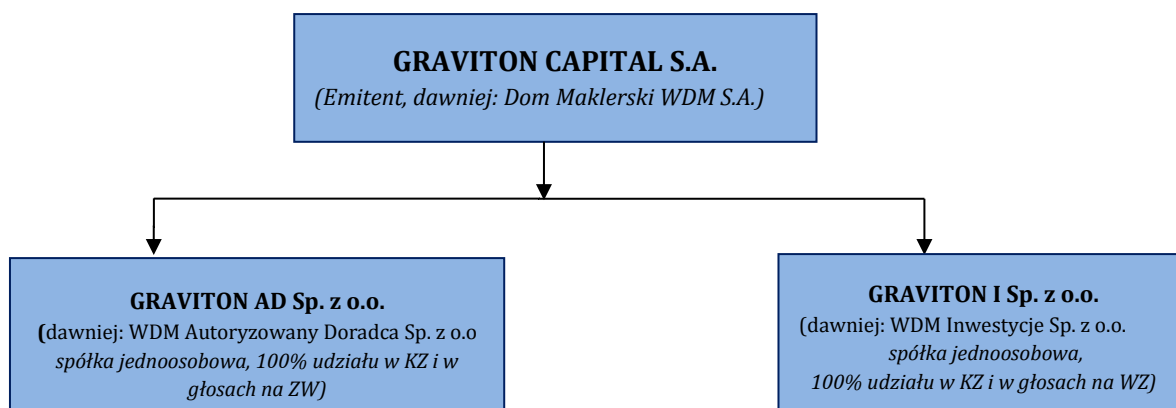 GRAVITON CAPITAL S.A.
(Emitent, dawniej: Dom Maklerski WDM S.A.)
GRAVITON AD Sp. z o.o.
(dawniej: WDM Autoryzowany Doradca Sp. z o.o
spółka jednoosobowa, 100% udziału w KZ i w
głosach na ZW)
GRAVITON I Sp. z o.o.
(dawniej: WDM Inwestycje Sp. z o.o.
spółka jednoosobowa,
100% udziału w KZ i w głosach na WZ)